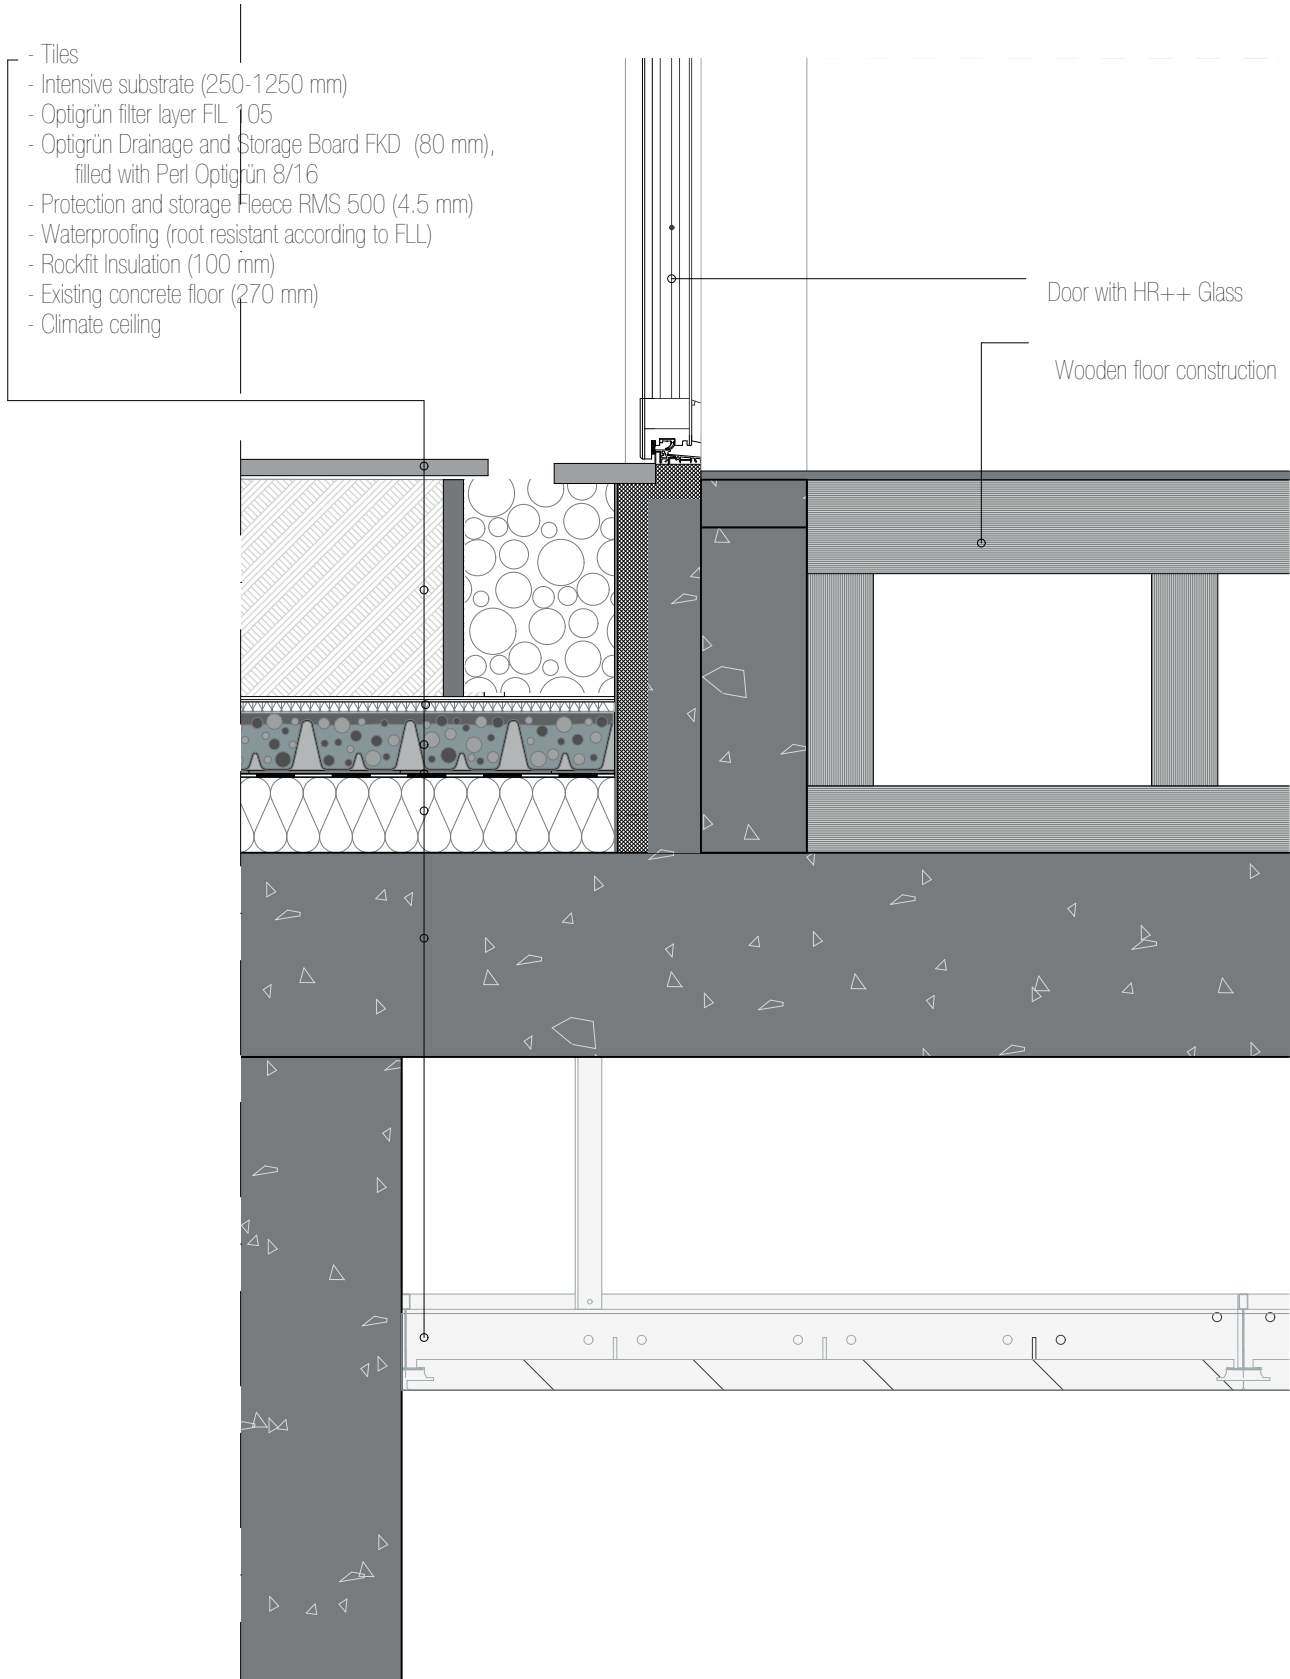 - Tiles
- Intensive substrate (250-1250 mm)
- Optigrün filter layer FIL 105
- Optigrün Drainage and Storage Board FKD (80 mm),
filled with Perl Optigrün 8/16
- Protection and storage Fleece RMS 500 (4.5 mm)
- Waterproofing (root resistant according to FLL)
- Rockfit Insulation (100 mm)
- Existing concrete floor (270 mm)
- Climate ceiling
Door with HR++ Glass
Wooden floor construction